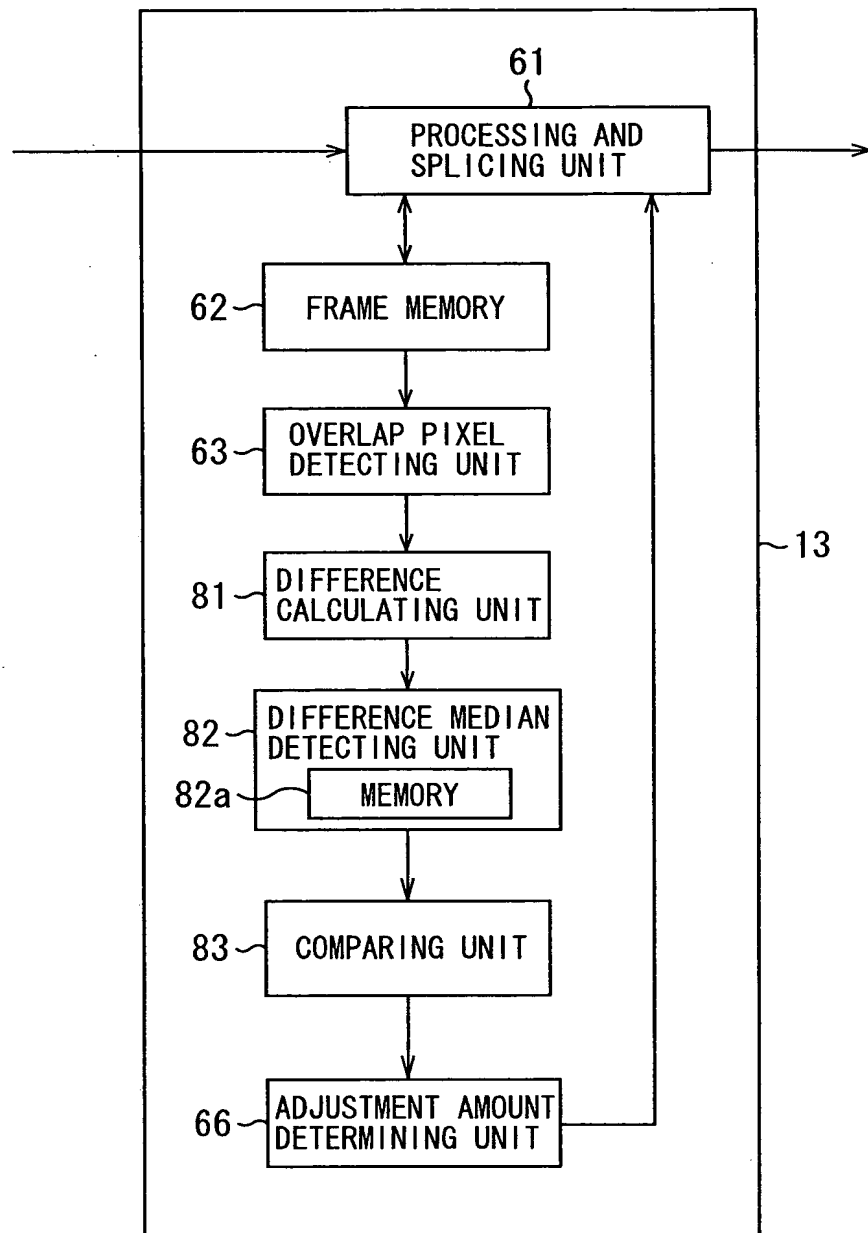 61
PROCESSING AND
SPLICING UNIT
62
FRAME MEMORY
63
OVERLAP PIXEL
DETECTING UNIT
13
81
DIFFERENCE
CALCULATING UNIT
82
DIFFERENCE MEDIAN
DETECTING UNIT
82a
MEMORY
83
COMPARING UNIT
66
ADJUSTMENT AMOUNT
DETERMINING UNIT